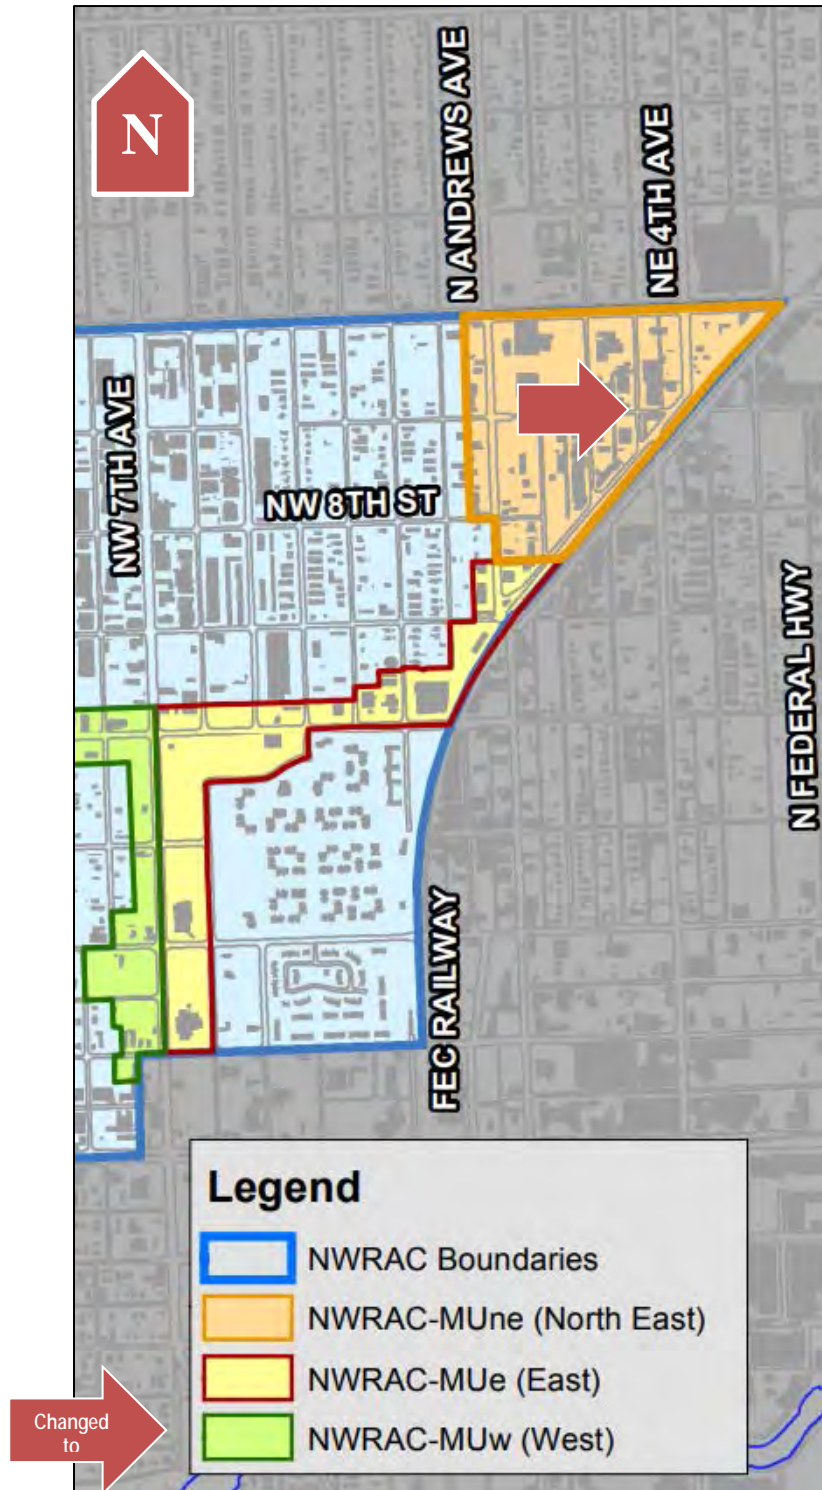 N
N ANDREWS AVE
NE 4TH AVE
NW 7TH AVE
NW 8TH ST
N FEDERAL HWY
FEC RAILWAY
Legend
NWRAC Boundaries
NWRAC-MUne (North East)
NWRAC-MUe (East)
Changed
to
NWRAC-MUw (West)